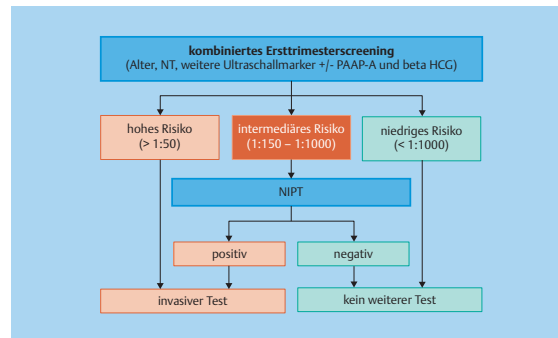 kombiniertes Ersttrimesterscreening
(Alter, NT, weitere Ultraschallmarker +/- PAAP-A und beta HCG)
hohes Risiko
(> 1:50)
intermediäres Risiko
(1:150 – 1:1000)
niedriges Risiko
(< 1:1000)
NIPT
positiv
negativ
invasiver Test
kein weiterer Test